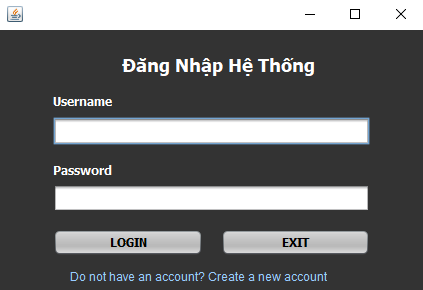 Đăng Nhập Hệ Thống
Username
Password
LOGIN EXIT
Do not have an account? Create a new account